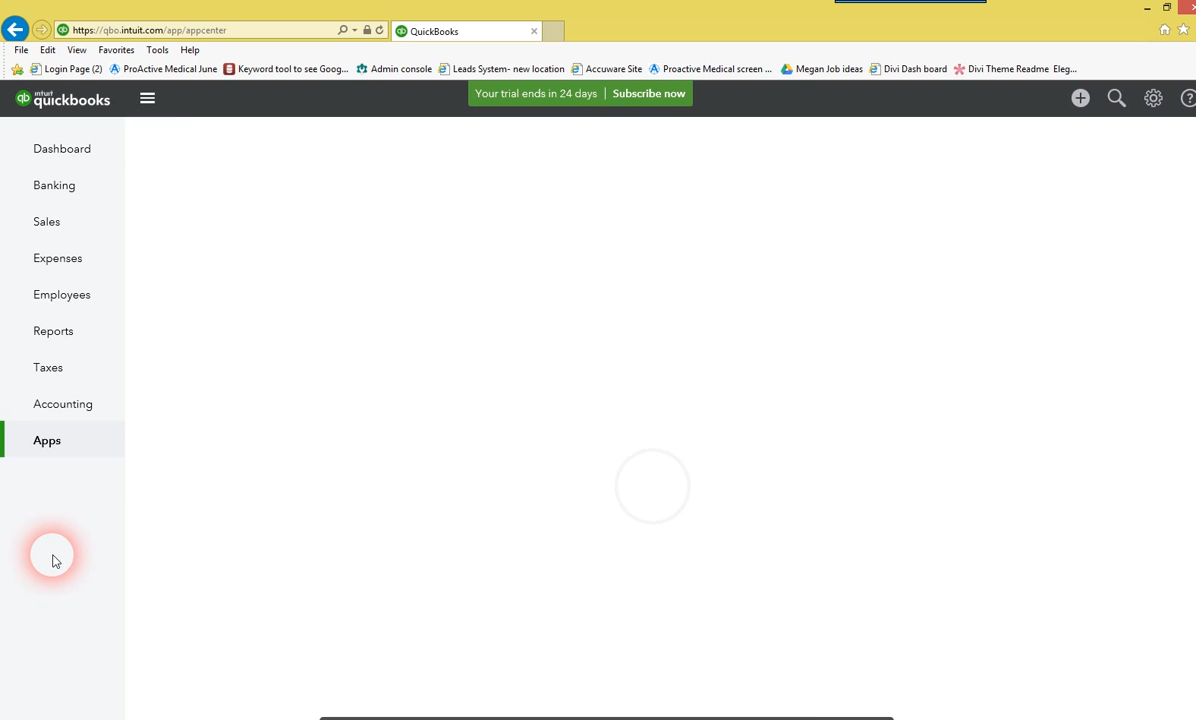 https://qbo.intuit.com/app/appcenter
QuickBooks
File Edit View Favorites Tools Help
Login Page (2) ProActive Medical June Keyword tool to see Goog... Admin console Leads System- new location Accuware Site Proactive Medical screen ... Megan Job ideas Divi Dash board Divi Theme Readme Eleg...
qb intuit quickbooks
Your trial ends in 24 days | Subscribe now
Dashboard
Banking
Sales
Expenses
Employees
Reports
Taxes
Accounting
Apps